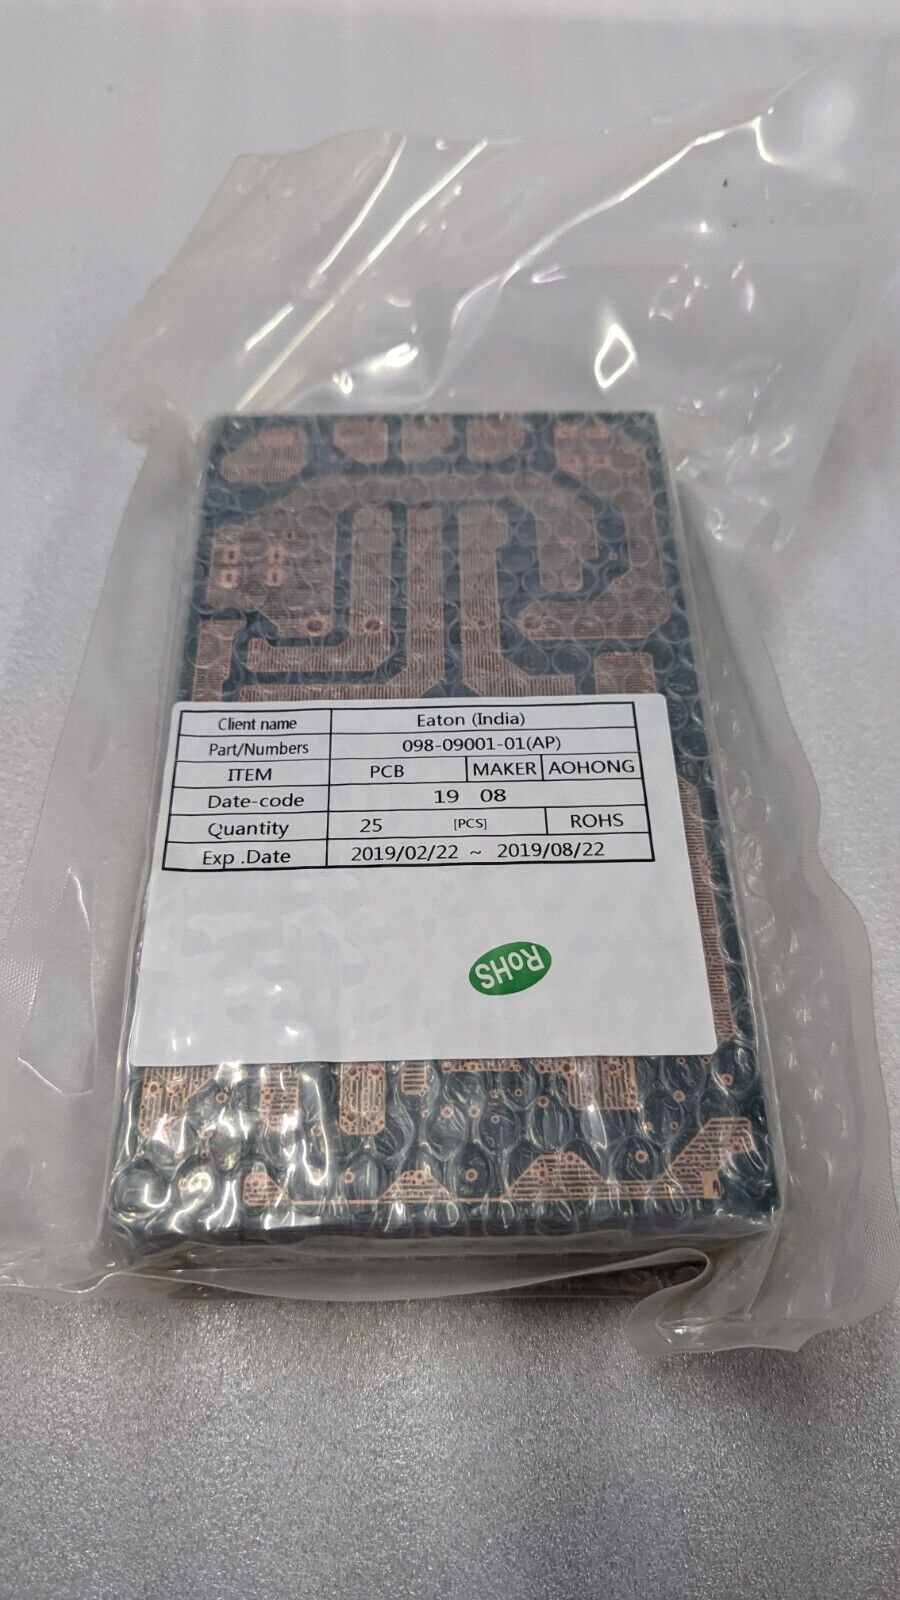 Client name Eaton (India)
Part/Numbers 098-09001-01(AP)
ITEM PCB MAKER AOHONG
Date-code 19 08
Quantity 25 [PCS] ROHS
Exp .Date 2019/02/22 ~ 2019/08/22
RoHS